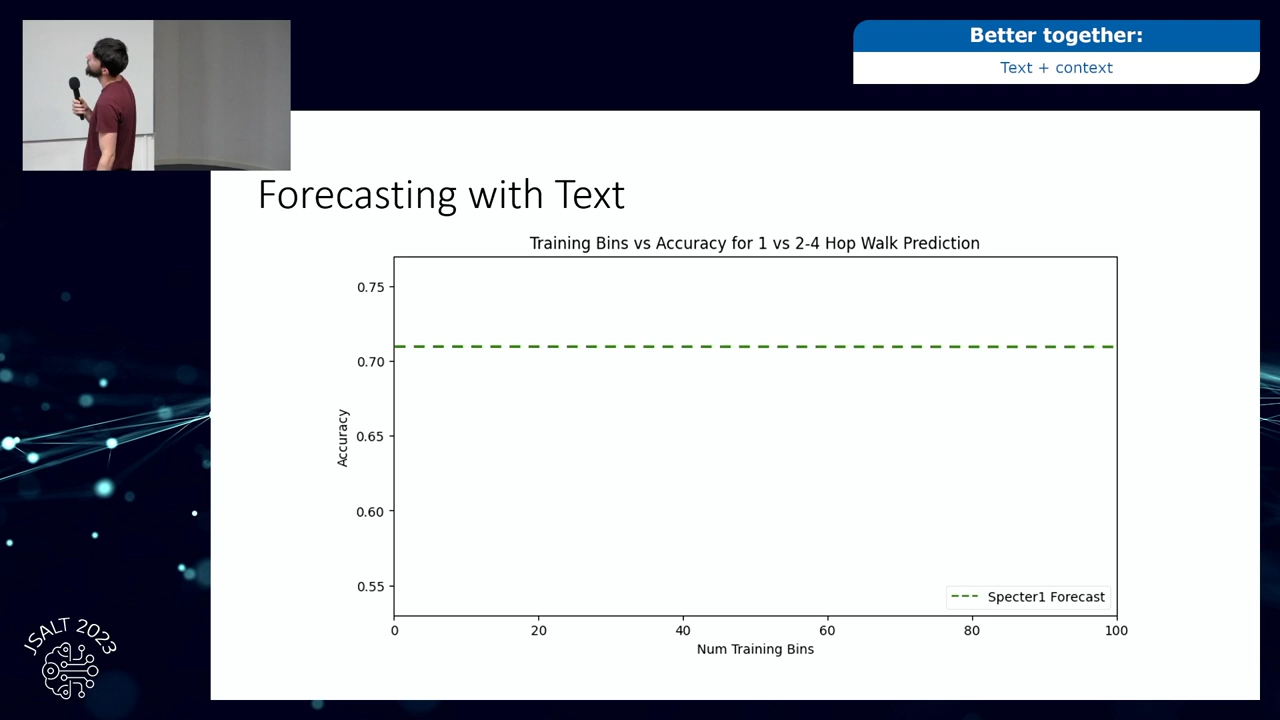 Better together:
Text + context
Forecasting with Text
Training Bins vs Accuracy for 1 vs 2-4 Hop Walk Prediction
0.75
0.70
0.65
0.60
0.55
Accuracy
Specter1 Forecast
0 20 40 60 80 100
Num Training Bins
JSALT 2023